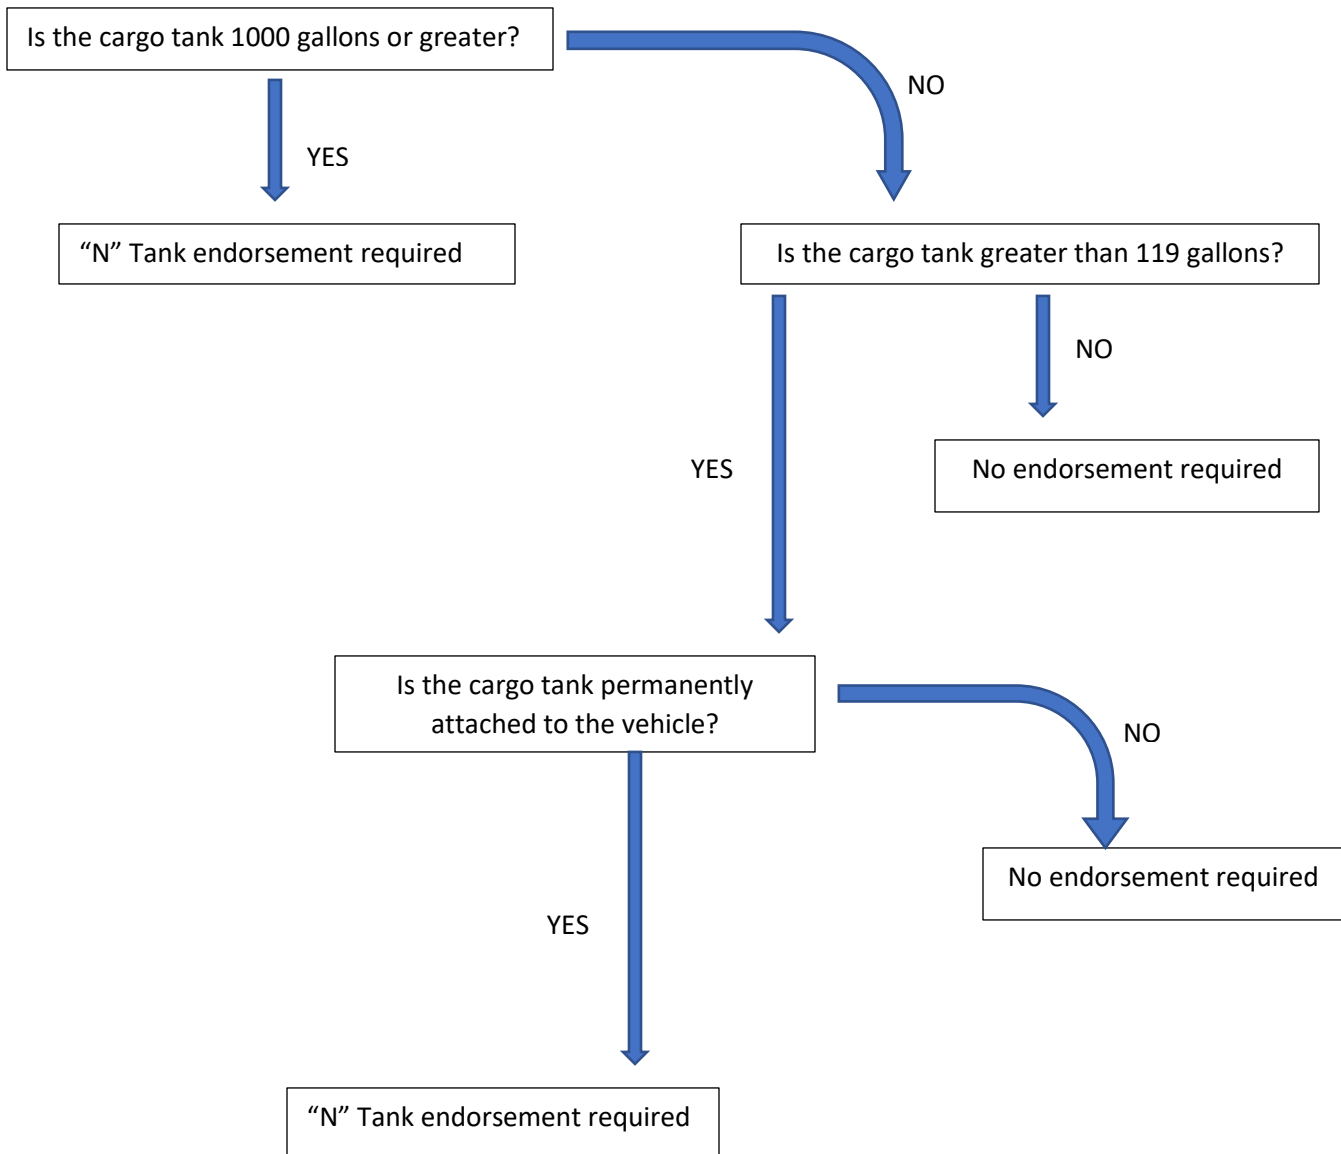 Is the cargo tank 1000 gallons or greater?
NO
YES
“N” Tank endorsement required
Is the cargo tank greater than 119 gallons?
NO
YES
No endorsement required
Is the cargo tank permanently
attached to the vehicle?
NO
No endorsement required
YES
“N” Tank endorsement required